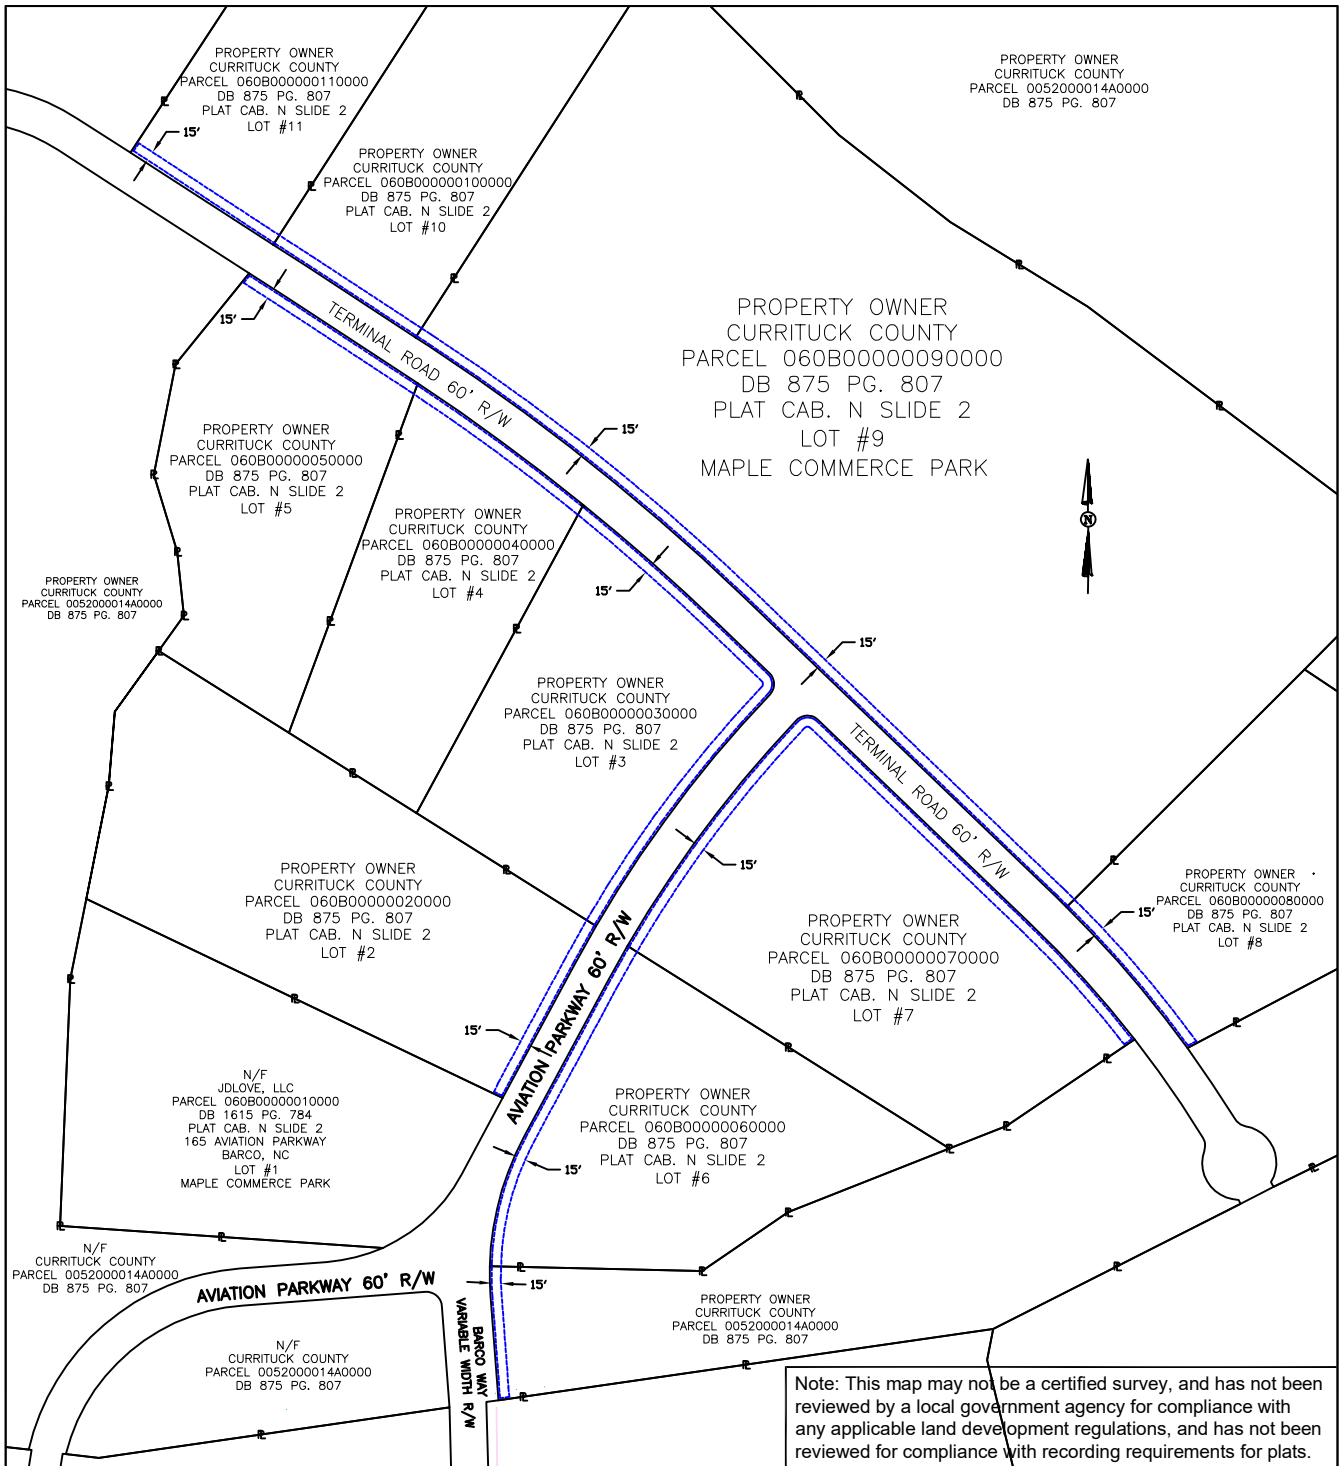 PROPERTY OWNER
CURRITUCK COUNTY
PARCEL 060B000000110000
DB 875 PG. 807
PLAT CAB. N SLIDE 2
LOT #11
PROPERTY OWNER
CURRITUCK COUNTY
PARCEL 0052000014A0000
DB 875 PG. 807
15'
PROPERTY OWNER
CURRITUCK COUNTY
PARCEL 060B000000100000
DB 875 PG. 807
PLAT CAB. N SLIDE 2
LOT #10
15'
TERMINAL ROAD 60' R/W
PROPERTY OWNER
CURRITUCK COUNTY
PARCEL 060B00000090000
DB 875 PG. 807
PLAT CAB. N SLIDE 2
LOT #9
MAPLE COMMERCE PARK
15'
PROPERTY OWNER
CURRITUCK COUNTY
PARCEL 060B00000050000
DB 875 PG. 807
PLAT CAB. N SLIDE 2
LOT #5
N
PROPERTY OWNER
CURRITUCK COUNTY
PARCEL 060B00000040000
DB 875 PG. 807
PLAT CAB. N SLIDE 2
LOT #4
15'
PROPERTY OWNER
CURRITUCK COUNTY
PARCEL 0052000014A0000
DB 875 PG. 807
15'
PROPERTY OWNER
CURRITUCK COUNTY
PARCEL 060B00000030000
DB 875 PG. 807
PLAT CAB. N SLIDE 2
LOT #3
TERMINAL ROAD 60' R/W
15'
PROPERTY OWNER
CURRITUCK COUNTY
PARCEL 060B00000020000
DB 875 PG. 807
PLAT CAB. N SLIDE 2
LOT #2
PROPERTY OWNER
CURRITUCK COUNTY
PARCEL 060B00000080000
DB 875 PG. 807
PLAT CAB. N SLIDE 2
LOT #8
15'
PROPERTY OWNER
CURRITUCK COUNTY
PARCEL 060B00000070000
DB 875 PG. 807
PLAT CAB. N SLIDE 2
LOT #7
AVIATION PARKWAY 60' R/W
15'
N/F
JDLOVE, LLC
PARCEL 060B00000010000
DB 1615 PG. 784
PLAT CAB. N SLIDE 2
165 AVIATION PARKWAY
BARCO, NC
LOT #1
MAPLE COMMERCE PARK
PROPERTY OWNER
CURRITUCK COUNTY
PARCEL 060B00000060000
DB 875 PG. 807
PLAT CAB. N SLIDE 2
LOT #6
15'
N/F
CURRITUCK COUNTY
PARCEL 0052000014A0000
DB 875 PG. 807
AVIATION PARKWAY 60' R/W
15'
BARCO WAY
VARIABLE WIDTH R/W
PROPERTY OWNER
CURRITUCK COUNTY
PARCEL 0052000014A0000
DB 875 PG. 807
N/F
CURRITUCK COUNTY
PARCEL 0052000014A0000
DB 875 PG. 807
Note: This map may not be a certified survey, and has not been
reviewed by a local government agency for compliance with
any applicable land development regulations, and has not been
reviewed for compliance with recording requirements for plats.